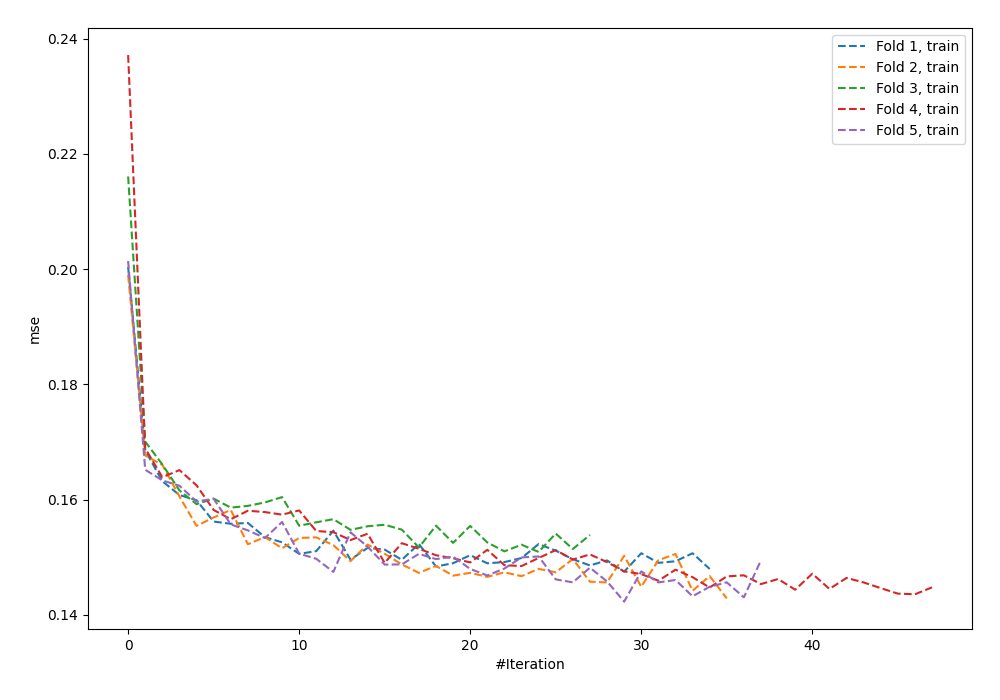 0.24
0.22
0.20
0.18
0.16
0.14
mse
0
10
20
30
40
#Iteration
Fold 1, train
Fold 2, train
Fold 3, train
Fold 4, train
Fold 5, train